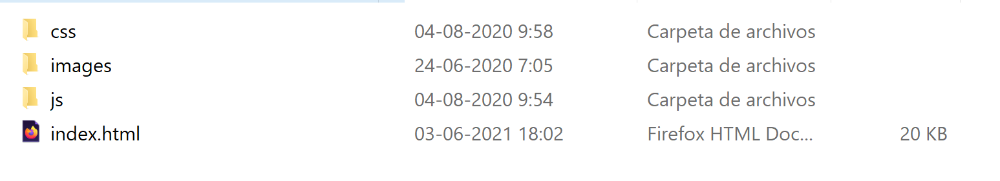 css 04-08-2020 9:58 Carpeta de archivos
images 24-06-2020 7:05 Carpeta de archivos
js 04-08-2020 9:54 Carpeta de archivos
index.html 03-06-2021 18:02 Firefox HTML Doc... 20 KB